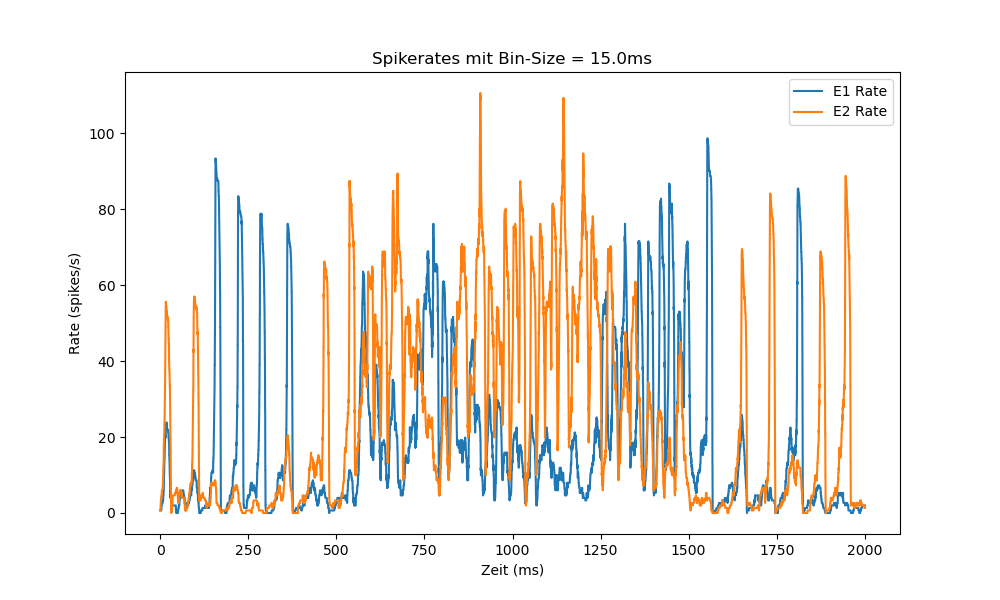 Spikerates mit Bin-Size = 15.0ms
E1 Rate
E2 Rate
100
80
60
40
20
0
Rate (spikes/s)
0 250 500 750 1000 1250 1500 1750 2000
Zeit (ms)